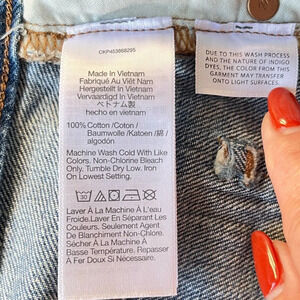 CKP453668295
Made In Vietnam
Fabriqué Au Viêt Nam
Hergestellt In Vietnam
Vervaardigd In Vietnam
ベトナム製
hecho en vietnam
100% Cotton /Coton /
Baumwolle /Katoen /綿 /
algodón
Machine Wash Cold With Like
Colors. Non-Chlorine Bleach
Only, Tumble Dry Low. Iron
On Lowest Setting.
Laver À La Machine À L'eau
Froide.Laver En Séparant Les
Couleurs. Seulement Agent
De Blanchiment Non-Chlore.
Sécher À La Machine À
Basse Température. Repasser
À Fer Doux Si Necessaire.
DUE TO THIS WASH PROCESS
AND THE NATURE OF INDIGO
DYES, THE COLOR FROM THIS
GARMENT MAY TRANSFER
ONTO LIGHT SURFACES.